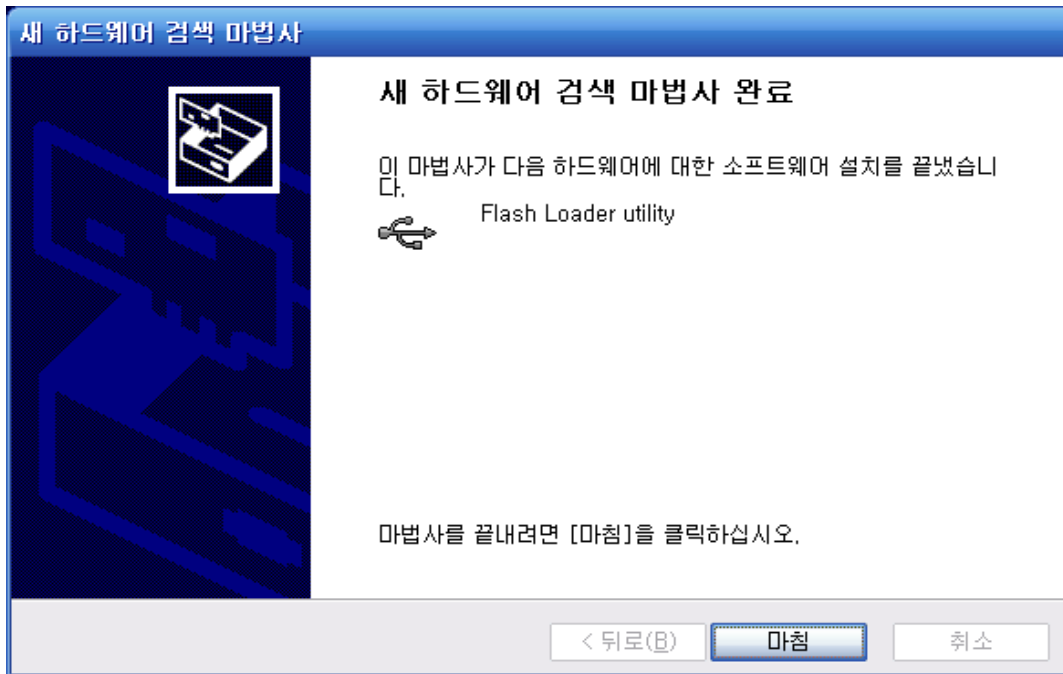 새 하드웨어 검색 마법사
새 하드웨어 검색 마법사 완료
이 마법사가 다음 하드웨어에 대한 소프트웨어 설치를 끝냈습니
다.
Flash Loader utility
마법사를 끝내려면 [마침]을 클릭하십시오.
< 뒤로(B)
마침
취소